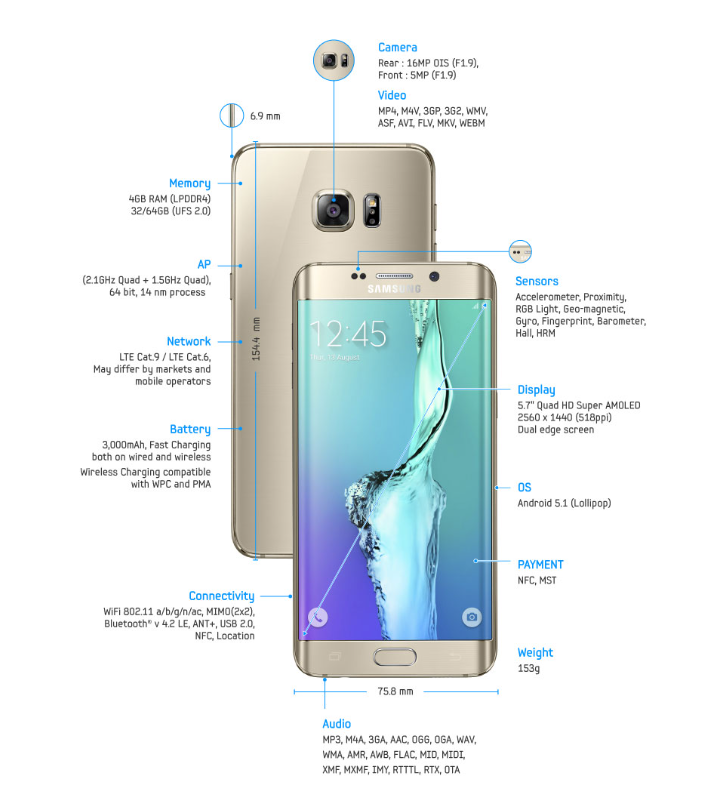 Camera
Rear : 16MP OIS (F1.9),
Front : 5MP (F1.9)
Video
MP4, M4V, 3GP, 3G2, WMV,
ASF, AVI, FLV, MKV, WEBM
6.9 mm
Memory
4GB RAM (LPDDR4)
32/64GB (UFS 2.0)
AP
(2.1GHz Quad + 1.5GHz Quad),
64 bit, 14 nm process
Network
LTE Cat.9 / LTE Cat.6,
May differ by markets and
mobile operators
Battery
3,000mAh, Fast Charging
both on wired and wireless
Wireless Charging compatible
with WPC and PMA
Connectivity
WiFi 802.11 a/b/g/n/ac, MIMO(2x2),
Bluetooth® v 4.2 LE, ANT+, USB 2.0,
NFC, Location
154.4 mm
SAMSUNG
12:45
August
Sensors
Accelerometer, Proximity,
RGB Light, Geo-magnetic,
Gyro, Fingerprint, Barometer,
Hall, HRM
Display
5.7" Quad HD Super AMOLED
2560 x 1440 (518ppi)
Dual edge screen
OS
Android 5.1 (Lollipop)
PAYMENT
NFC, MST
Weight
153g
75.8 mm
Audio
MP3, M4A, 3GA, AAC, OGG, OGA, WAV,
WMA, AMR, AWB, FLAC, MID, MIDI,
XMF, MXMF, IMY, RTTTL, RTX, OTA